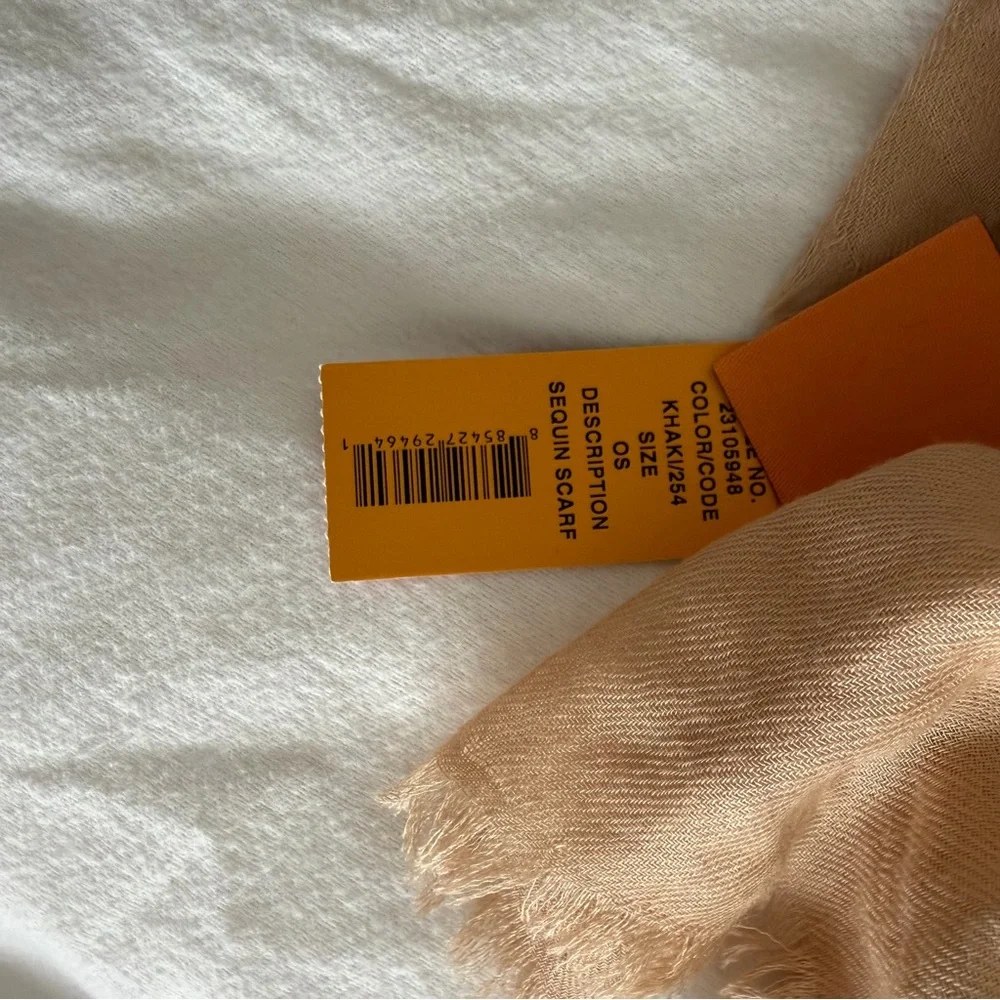 NO.
23105948
COLOR/CODE
KHAKI/254
SIZE
OS
DESCRIPTION
SEQUIN SCARF
8 85427 29464 1